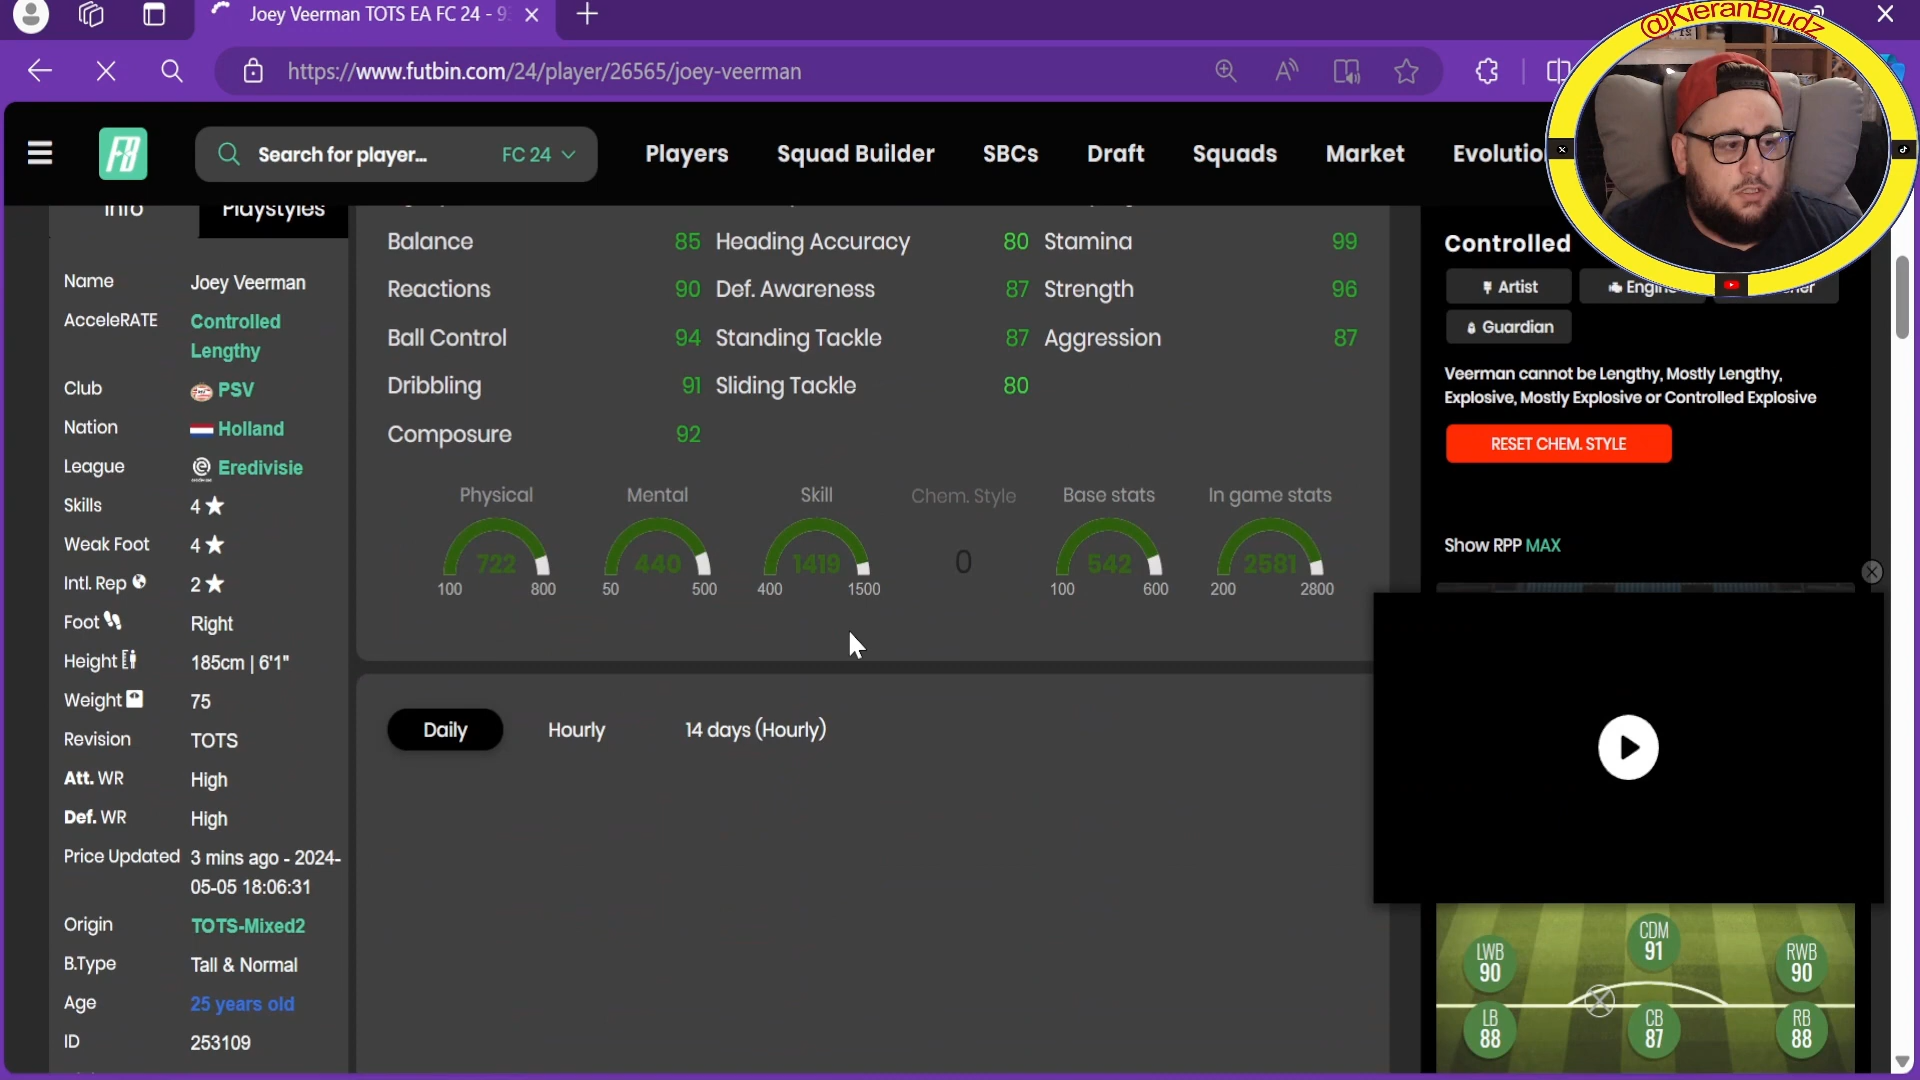 Joey Veerman TOTS EA FC 24 - 93
@KieranBludz
https://www.futbin.com/24/player/26565/joey-veerman
Search for player... FC 24
Players Squad Builder SBCs Draft Squads Market
Info Playstyles
Balance 85 Heading Accuracy 80 Stamina 99
Reactions 90 Def. Awareness 87 Strength 96
Ball Control 94 Standing Tackle 87 Aggression 87
Dribbling 91 Sliding Tackle 80
Composure 92
Name Joey Veerman
AcceleRATE Controlled
Lengthy
Club PSV
Nation Holland
League Eredivisie
Skills 4
Weak Foot 4
Intl. Rep 2
Foot Right
Height 185cm | 6'1"
Weight 75
Revision TOTS
Att. WR High
Def. WR High
Price Updated 3 mins ago - 2024-
05-05 18:06:31
Origin TOTS-Mixed2
B.Type Tall & Normal
Age 25 years old
ID 253109
Physical Mental Skill Chem. Style Base stats In game stats
722 440 1419 0 542 2581
100 800 50 500 400 1500 100 600 200 2800
Daily Hourly 14 days (Hourly)
Controlled
Artist
Guardian
Veerman cannot be Lengthy, Mostly Lengthy,
Explosive, Mostly Explosive or Controlled Explosive
RESET CHEM. STYLE
Show RPP MAX
CDM
91
LWB
90
RWB
90
LB
88
CB
87
RB
88